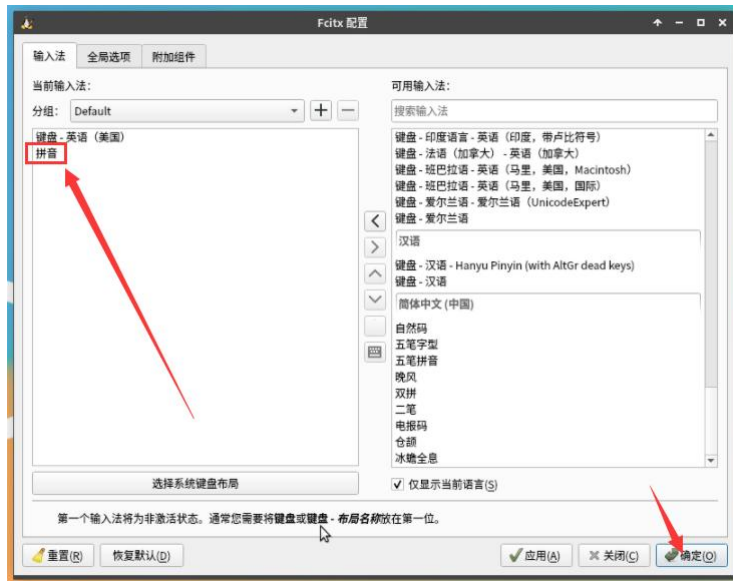 Fcitx 配置
输入法 全局选项 附加组件
当前输入法:
分组: Default
键盘 - 英语（美国）
拼音
选择系统键盘布局
可用输入法:
搜索输入法
键盘 - 印度语言 - 英语（印度，带卢比符号）
键盘 - 法语（加拿大） - 英语（加拿大）
键盘 - 班巴拉语 - 英语（马里，美国，Macintosh）
键盘 - 班巴拉语 - 英语（马里，美国，国际）
键盘 - 爱尔兰语 - 爱尔兰语（UnicodeExpert）
键盘 - 爱尔兰语
汉语
键盘 - 汉语 - Hanyu Pinyin (with AltGr dead keys)
键盘 - 汉语
简体中文 (中国)
自然码
五笔字型
五笔拼音
晚风
双拼
二笔
电报码
仓颉
冰蟾全息
仅显示当前语言(S)
第一个输入法将为非激活状态。通常您需要将键盘或键盘 - 布局名称放在第一位。
重置(R) 恢复默认(D) 应用(A) 关闭(C) 确定(O)